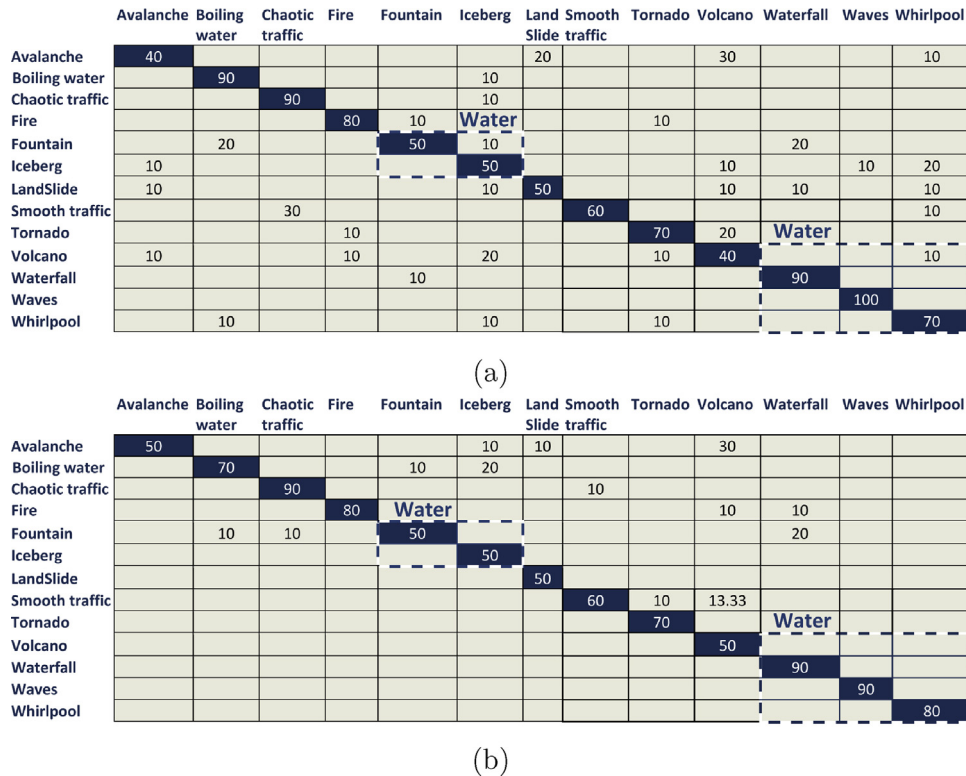 Avalanche Boiling water Chaotic traffic Fire Fountain Iceberg Land Slide Smooth traffic Tornado Volcano Waterfall Waves Whirlpool
Avalanche 40 20 30 10
Boiling water 90 10
Chaotic traffic 90 10
Fire 80 10 Water 10
Fountain 20 50 10 20
Iceberg 10 50 10 10 20
LandSlide 10 10 50 10 10 10
Smooth traffic 30 60 10
Tornado 10 70 20 Water
Volcano 10 10 20 10 40 10
Waterfall 10 90
Waves 100
Whirlpool 10 10 10 70
(a)
Avalanche Boiling water Chaotic traffic Fire Fountain Iceberg Land Slide Smooth traffic Tornado Volcano Waterfall Waves Whirlpool
Avalanche 50 10 10 30
Boiling water 70 10 20
Chaotic traffic 90 10
Fire 80 Water 10 10
Fountain 10 10 50 20
Iceberg 50
LandSlide 50
Smooth traffic 60 10 13.33
Tornado 70 Water
Volcano 50
Waterfall 90
Waves 90
Whirlpool 80
(b)